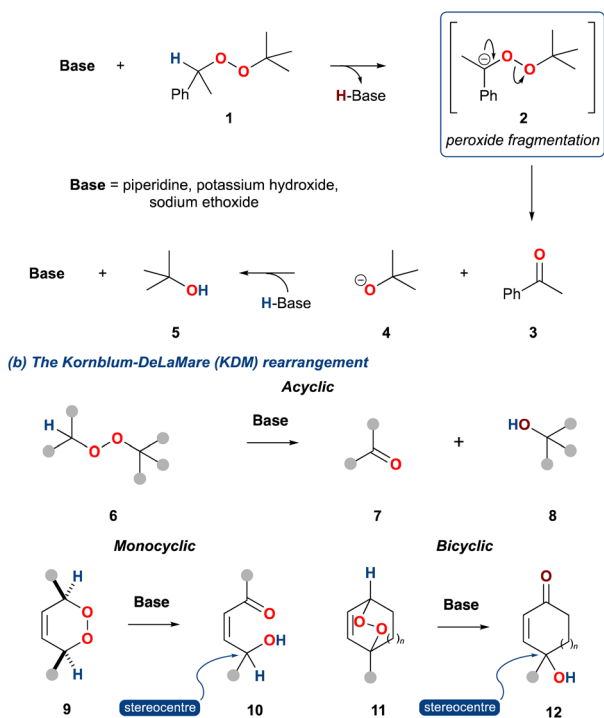 Base + H O O Ph 1
H-Base
⊖ O O Ph 2
peroxide fragmentation
Base = piperidine, potassium hydroxide,
sodium ethoxide
Base + OH 5
H-Base
⊖ O 4 + O Ph 3
(b) The Kornblum-DeLaMare (KDM) rearrangement
Acyclic
H O O Base O + HO
6 7 8
Monocyclic Bicyclic
H O O H Base O OH H
H O O ( )n Base O ( )n OH
stereocentre stereocentre
9 10 11 12